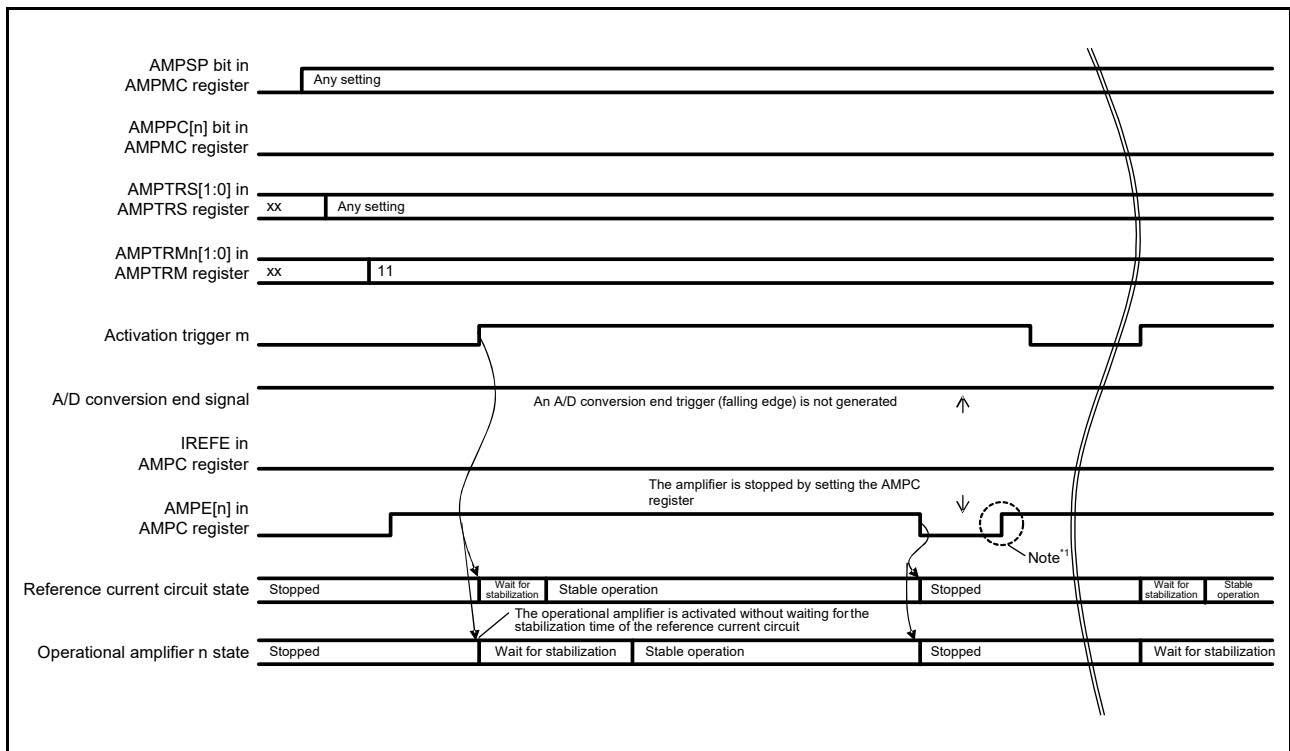 AMPSP bit in
AMPMC register
Any setting
AMPPC[n] bit in
AMPMC register
AMPTRS[1:0] in
AMPTRS register
xx
Any setting
AMPTRMn[1:0] in
AMPTRM register
xx
11
Activation trigger m
A/D conversion end signal
An A/D conversion end trigger (falling edge) is not generated
IREFE in
AMPC register
The amplifier is stopped by setting the AMPC
register
AMPE[n] in
AMPC register
Note*1
Reference current circuit state
Stopped
Wait for
stabilization
Stable operation
Stopped
Wait for
stabilization
Stable
operation
The operational amplifier is activated without waiting for the
stabilization time of the reference current circuit
Operational amplifier n state
Stopped
Wait for stabilization
Stable operation
Stopped
Wait for stabilization